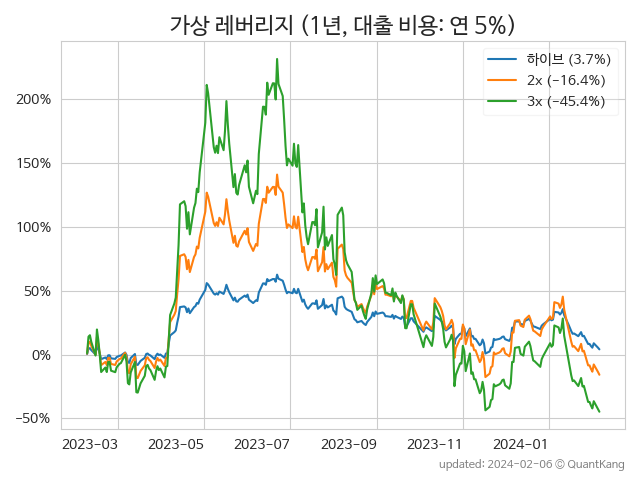 가상 레버리지 (1년, 대출 비용: 연 5%)
하이브 (3.7%)
2x (−16.4%)
3x (−45.4%)
200%
150%
100%
50%
0%
−50%
2023-03 2023-05 2023-07 2023-09 2023-11 2024-01
updated: 2024-02-06 © QuantKang